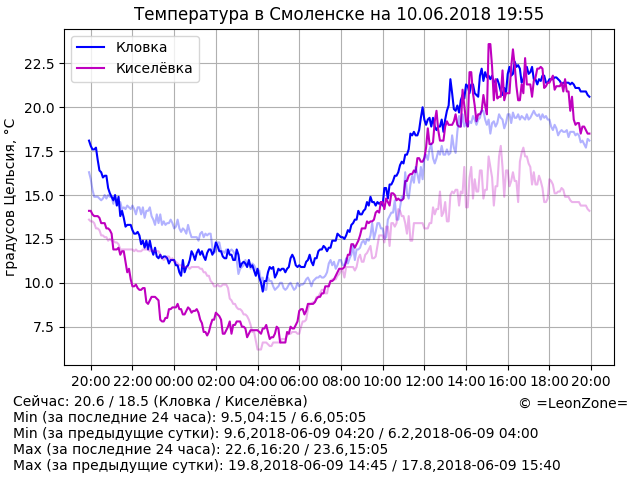 Температура в Смоленске на 10.06.2018 19:55
Кловка
Киселёвка
градусов Цельсия, °C
22.5
20.0
17.5
15.0
12.5
10.0
7.5
20:00 22:00 00:00 02:00 04:00 06:00 08:00 10:00 12:00 14:00 16:00 18:00 20:00
Сейчас: 20.6 / 18.5 (Кловка / Киселёвка)
© =LeonZone=
Min (за последние 24 часа): 9.5,04:15 / 6.6,05:05
Min (за предыдущие сутки): 9.6,2018-06-09 04:20 / 6.2,2018-06-09 04:00
Max (за последние 24 часа): 22.6,16:20 / 23.6,15:05
Max (за предыдущие сутки): 19.8,2018-06-09 14:45 / 17.8,2018-06-09 15:40